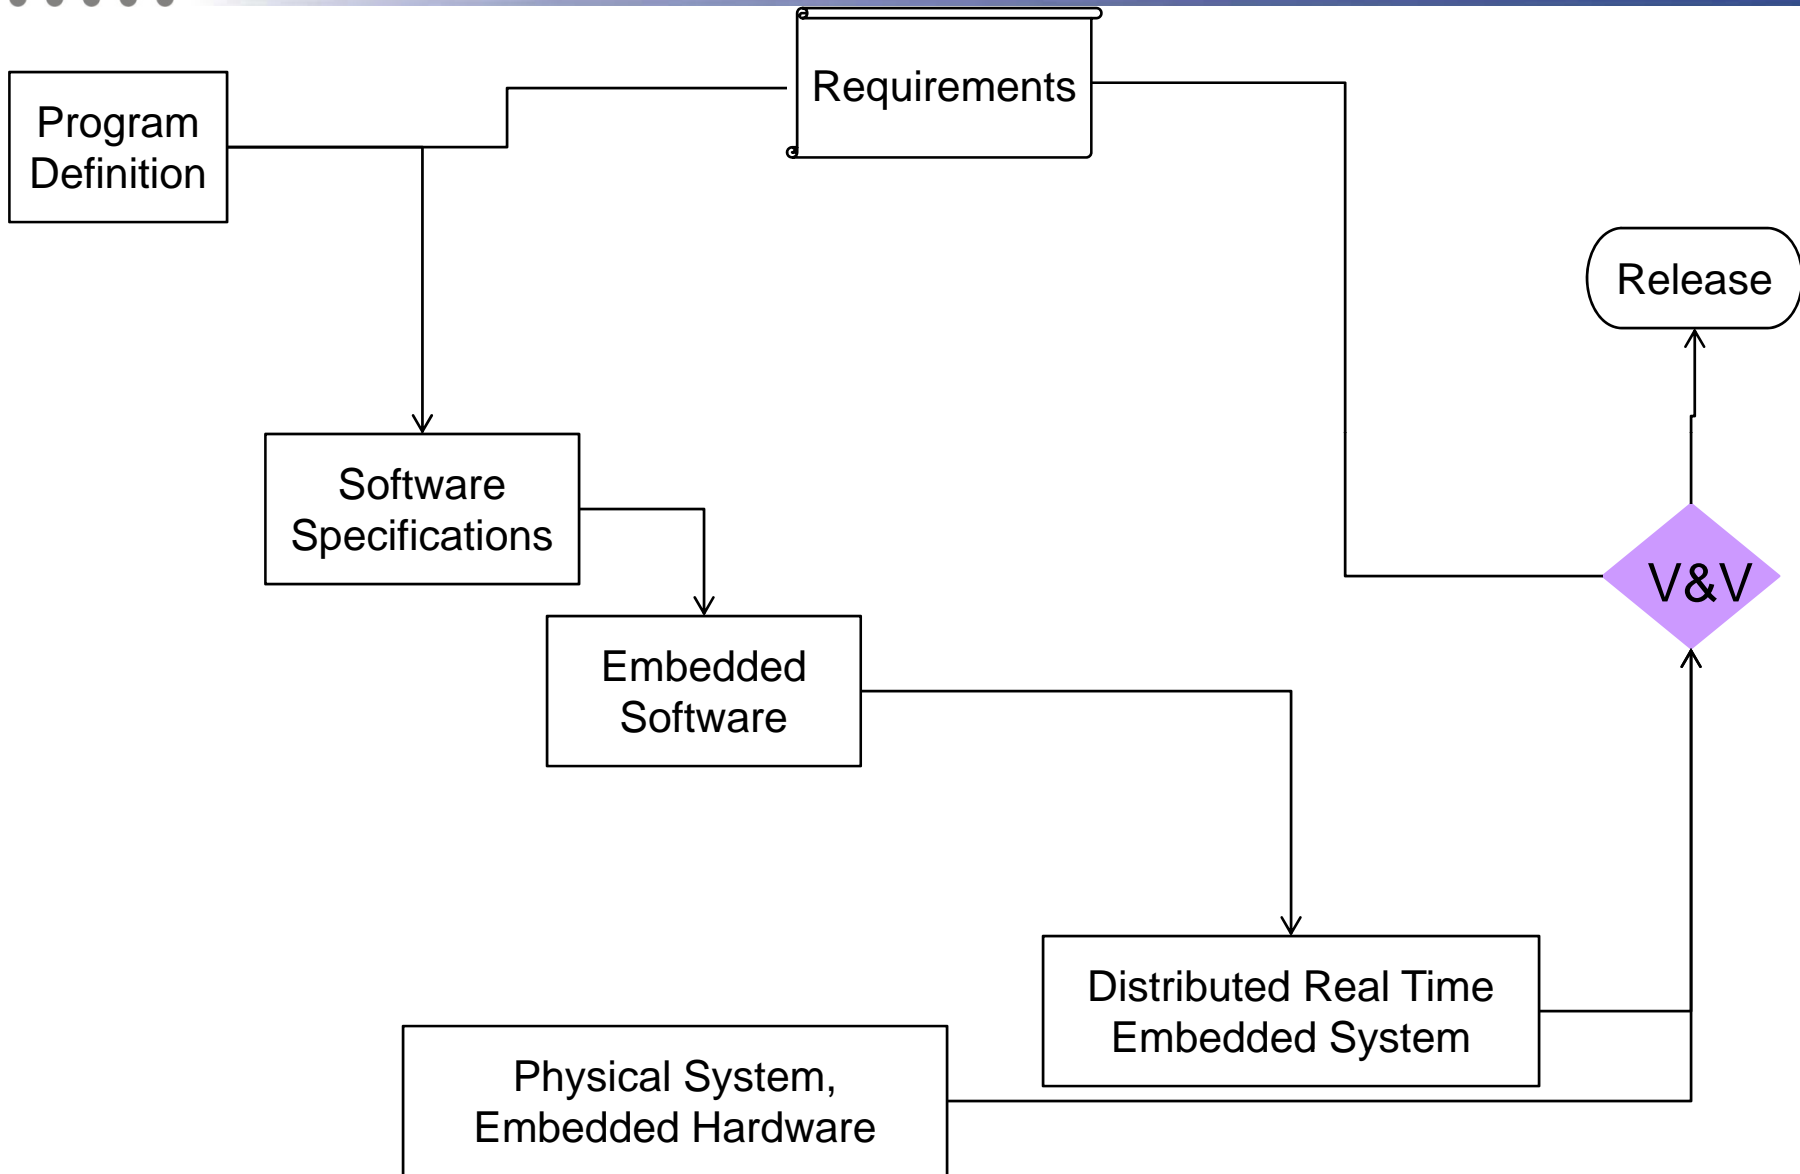 Requirements
Program
Definition
Release
Software
Specifications
V&V
Embedded
Software
Distributed Real Time
Embedded System
Physical System,
Embedded Hardware